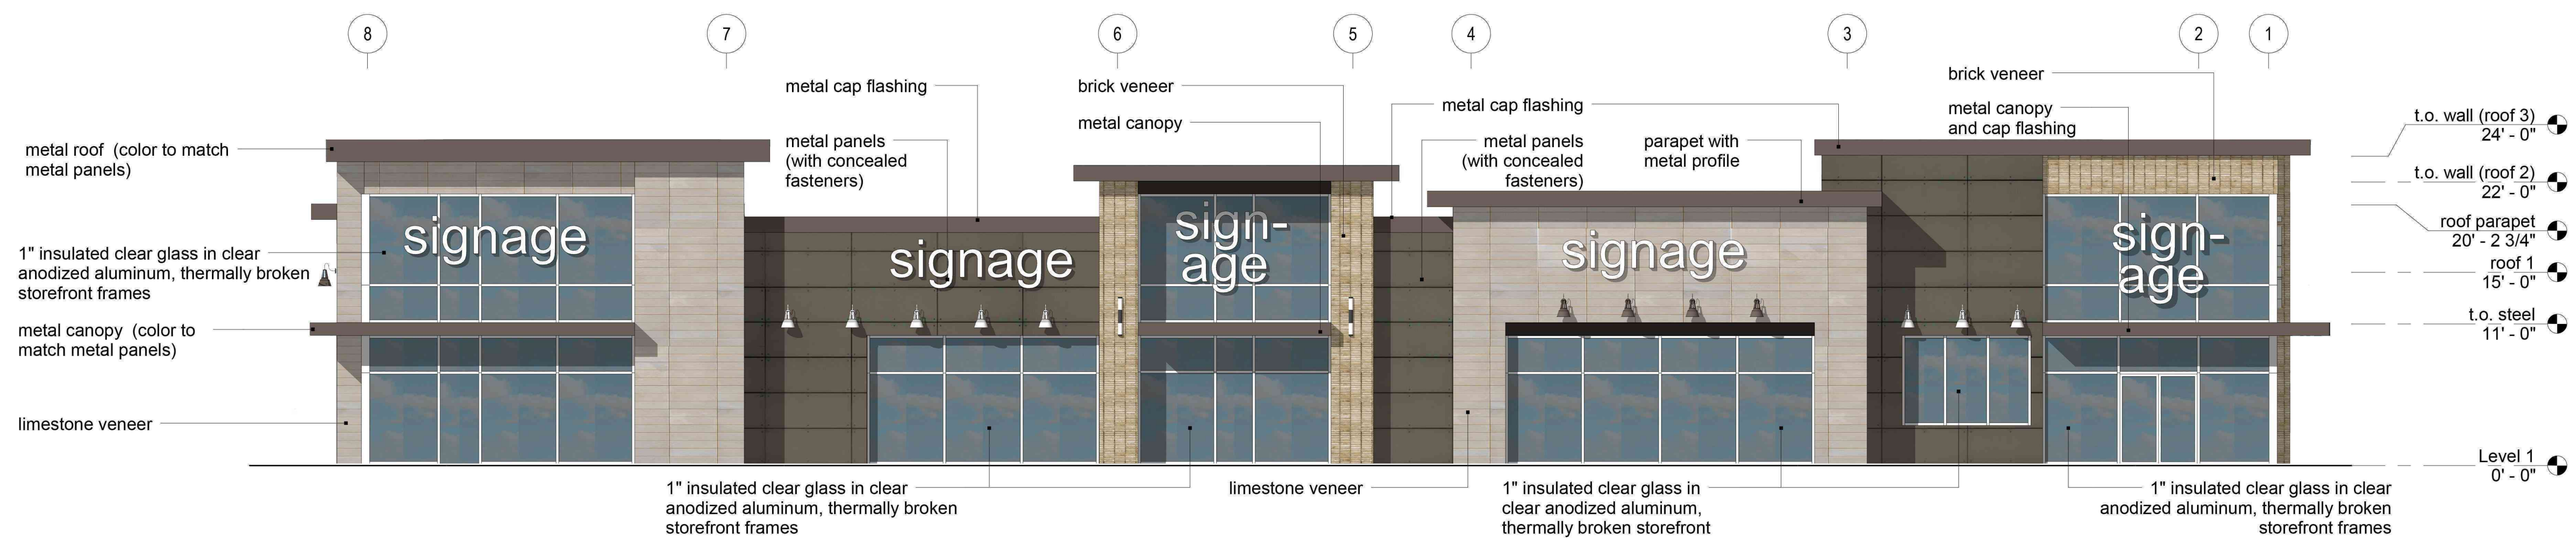 8
7
6
5
4
3
2
1
metal cap flashing
brick veneer
metal canopy
metal cap flashing
brick veneer
metal canopy
and cap flashing
t.o. wall (roof 3)
24' - 0"
metal roof  (color to match
metal panels)
metal panels
(with concealed
fasteners)
metal panels
(with concealed
fasteners)
parapet with
metal profile
t.o. wall (roof 2)
22' - 0"
roof parapet
20' - 2 3/4"
roof 1
15' - 0"
t.o. steel
11' - 0"
Level 1
0' - 0"
1" insulated clear glass in clear
anodized aluminum, thermally broken
storefront frames
metal canopy  (color to
match metal panels)
limestone veneer
signage
signage
sign-
age
signage
sign-
age
1" insulated clear glass in clear
anodized aluminum, thermally broken
storefront frames
limestone veneer
1" insulated clear glass in
clear anodized aluminum,
thermally broken storefront
1" insulated clear glass in clear
anodized aluminum, thermally broken
storefront frames